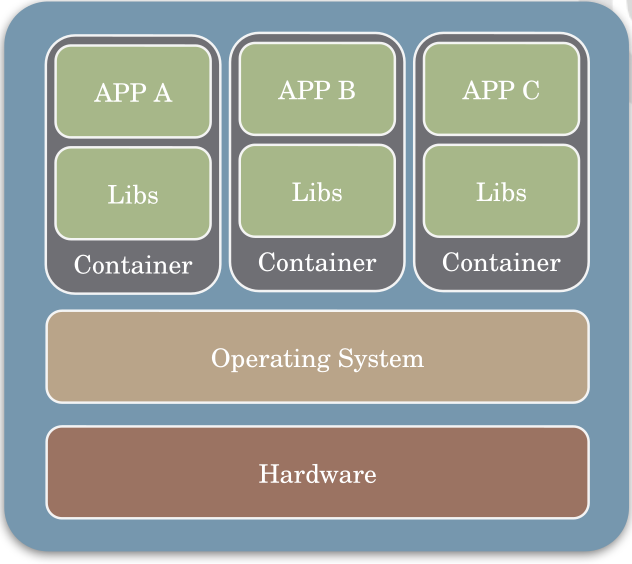 APP A
APP B
APP C
Libs
Libs
Libs
Container
Container
Container
Operating System
Hardware